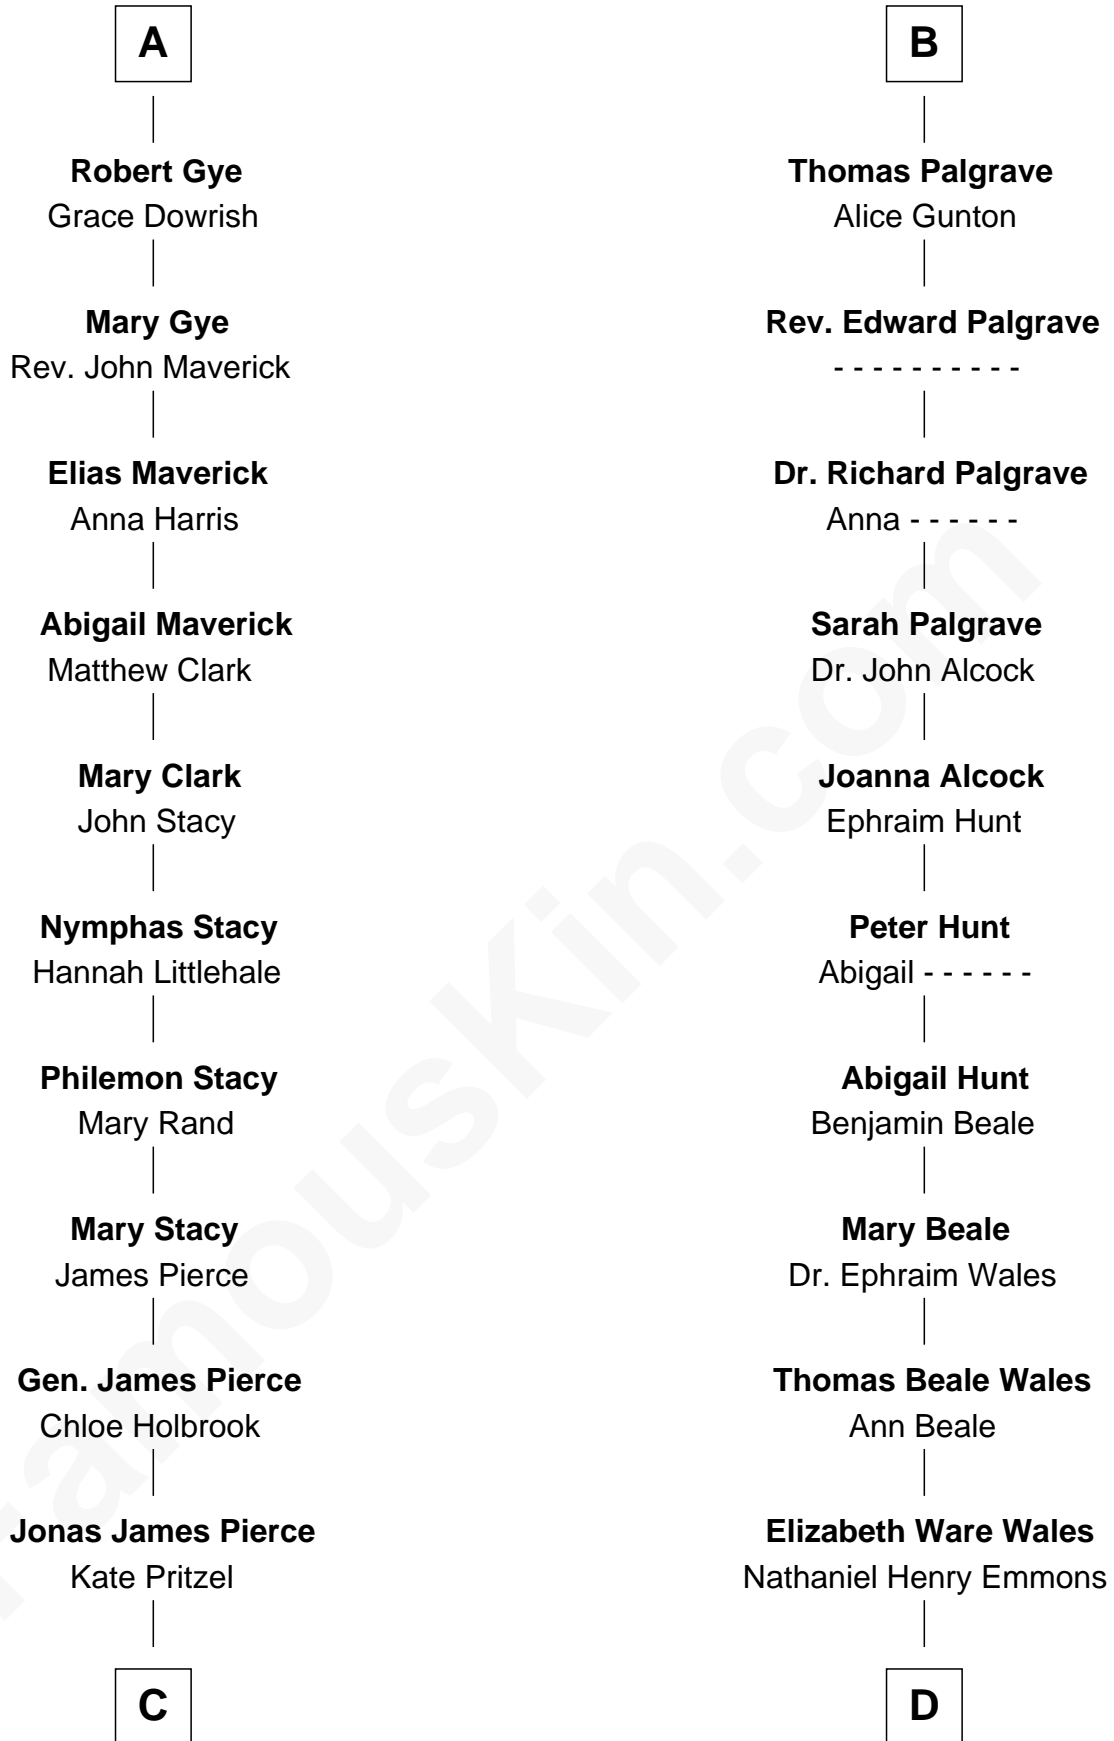 A
Robert Gye
Grace Dowrish
Mary Gye
Rev. John Maverick
Elias Maverick
Anna Harris
Abigail Maverick
Matthew Clark
Mary Clark
John Stacy
Nymphas Stacy
Hannah Littlehale
Philemon Stacy
Mary Rand
Mary Stacy
James Pierce
Gen. James Pierce
Chloe Holbrook
Jonas James Pierce
Kate Pritzel
C
B
Thomas Palgrave
Alice Gunton
Rev. Edward Palgrave
- - - - - - - - - -
Dr. Richard Palgrave
Anna - - - - - -
Sarah Palgrave
Dr. John Alcock
Joanna Alcock
Ephraim Hunt
Peter Hunt
Abigail - - - - - -
Abigail Hunt
Benjamin Beale
Mary Beale
Dr. Ephraim Wales
Thomas Beale Wales
Ann Beale
Elizabeth Ware Wales
Nathaniel Henry Emmons
D
FamousKin.com